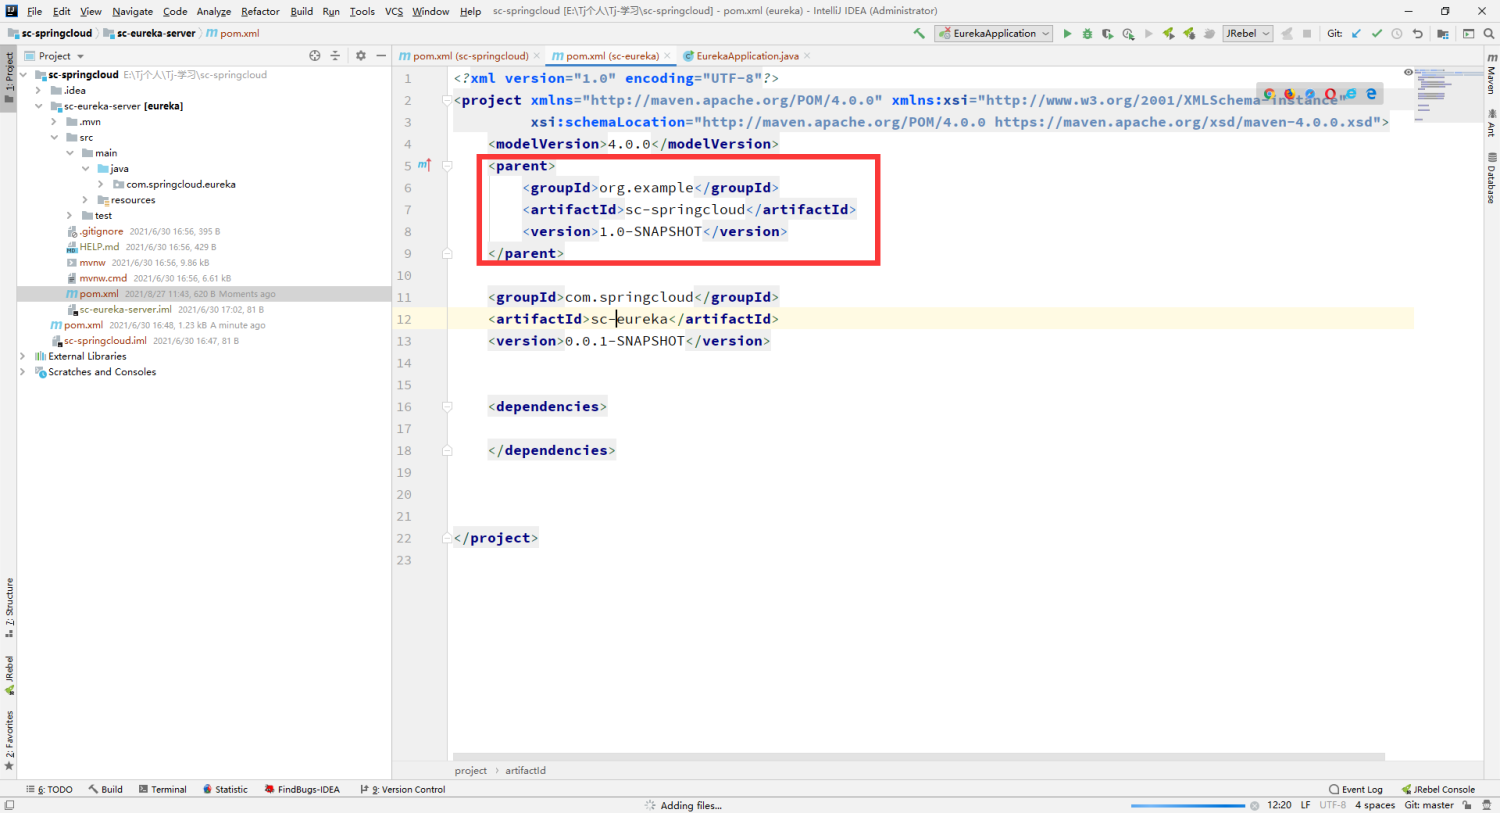 File Edit View Navigate Code Analyze Refactor Build Run Tools VCS Window Help sc-springcloud [E:\Tj个人\Tj-学习\sc-springcloud] - pom.xml (eureka) - IntelliJ IDEA (Administrator)
sc-springcloud sc-eureka-server pom.xml EurekaApplication JRebel Git:
Project pom.xml (sc-springcloud) pom.xml (sc-eureka) EurekaApplication.java
1: Project
sc-springcloud E:\Tj个人\Tj-学习\sc-springcloud
.idea
sc-eureka-server [eureka]
.mvn
src
main
java
com.springcloud.eureka
resources
test
.gitignore 2021/6/30 16:56, 395 B
HELP.md 2021/6/30 16:56, 429 B
mvnw 2021/6/30 16:56, 9.86 kB
mvnw.cmd 2021/6/30 16:56, 6.61 kB
pom.xml 2021/8/27 11:43, 620 B Moments ago
sc-eureka-server.iml 2021/6/30 17:02, 81 B
pom.xml 2021/6/30 16:48, 1.23 kB A minute ago
sc-springcloud.iml 2021/6/30 16:47, 81 B
External Libraries
Scratches and Consoles
7: Structure
JRebel
2: Favorites
1 <?xml version="1.0" encoding="UTF-8"?>
2 <project xmlns="http://maven.apache.org/POM/4.0.0" xmlns:xsi="http://www.w3.org/2001/XMLSchema-instance"
3 xsi:schemaLocation="http://maven.apache.org/POM/4.0.0 https://maven.apache.org/xsd/maven-4.0.0.xsd">
4 <modelVersion>4.0.0</modelVersion>
5 <parent>
6 <groupId>org.example</groupId>
7 <artifactId>sc-springcloud</artifactId>
8 <version>1.0-SNAPSHOT</version>
9 </parent>
10
11 <groupId>com.springcloud</groupId>
12 <artifactId>sc-eureka</artifactId>
13 <version>0.0.1-SNAPSHOT</version>
14
15
16 <dependencies>
17
18 </dependencies>
19
20
21
22 </project>
23
Maven
Ant
Database
project artifactId
6: TODO Build Terminal Statistic FindBugs-IDEA 9: Version Control Event Log JRebel Console
Adding files... 12:20 LF UTF-8 4 spaces Git: master